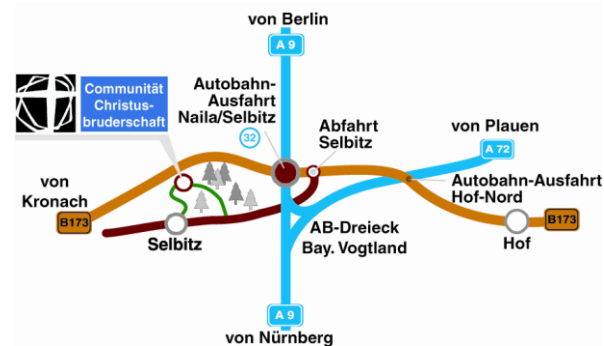 von Berlin
A 9
Communität
Christus-
bruderschaft
Autobahn-
Ausfahrt
Naila/Selbitz
32
Abfahrt
Selbitz
von Plauen
A 72
von
Kronach
B173
Autobahn-Ausfahrt
Hof-Nord
Selbitz
AB-Dreieck
Bay. Vogtland
Hof
B173
A 9
von Nürnberg